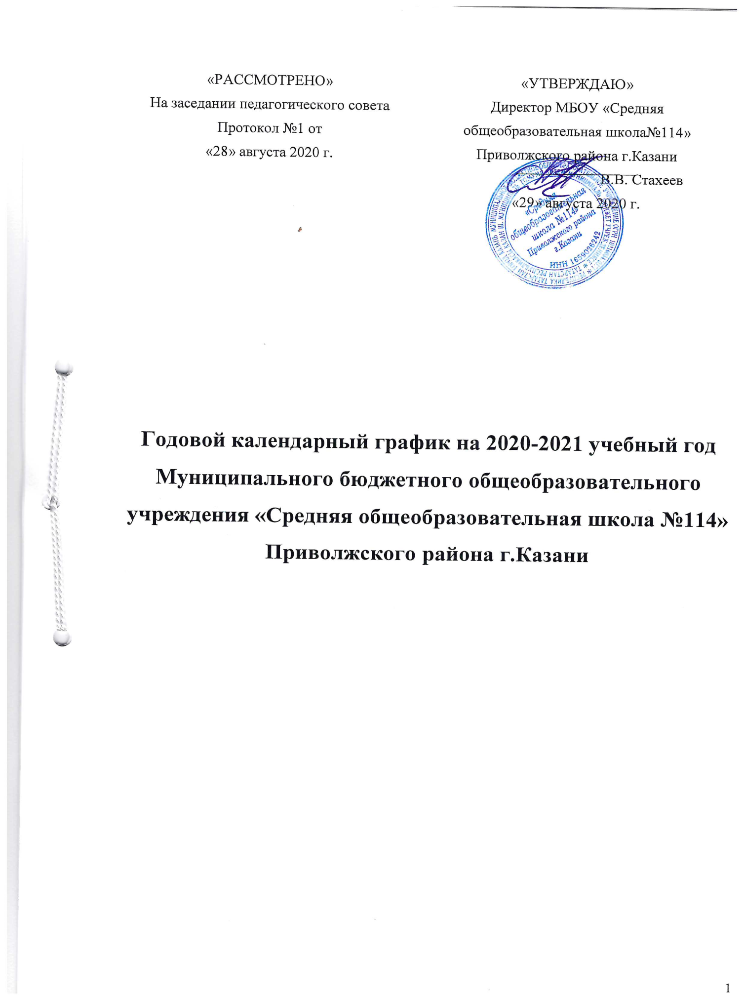 «РАССМОТРЕНО»
На заседании педагогического совета
Протокол №1 от
«28» августа 2020 г.
«УТВЕРЖДАЮ»
Директор МБОУ «Средняя
общеобразовательная школа№114»
Приволжского района г.Казани
В.В. Стахеев
«29» августа 2020 г.
«Средняя
общеобразовательная
школа №114»
Приволжского района
г.Казани
ИНН 1659026242
Годовой календарный график на 2020-2021 учебный год
Муниципального бюджетного общеобразовательного
учреждения «Средняя общеобразовательная школа №114»
Приволжского района г.Казани
1